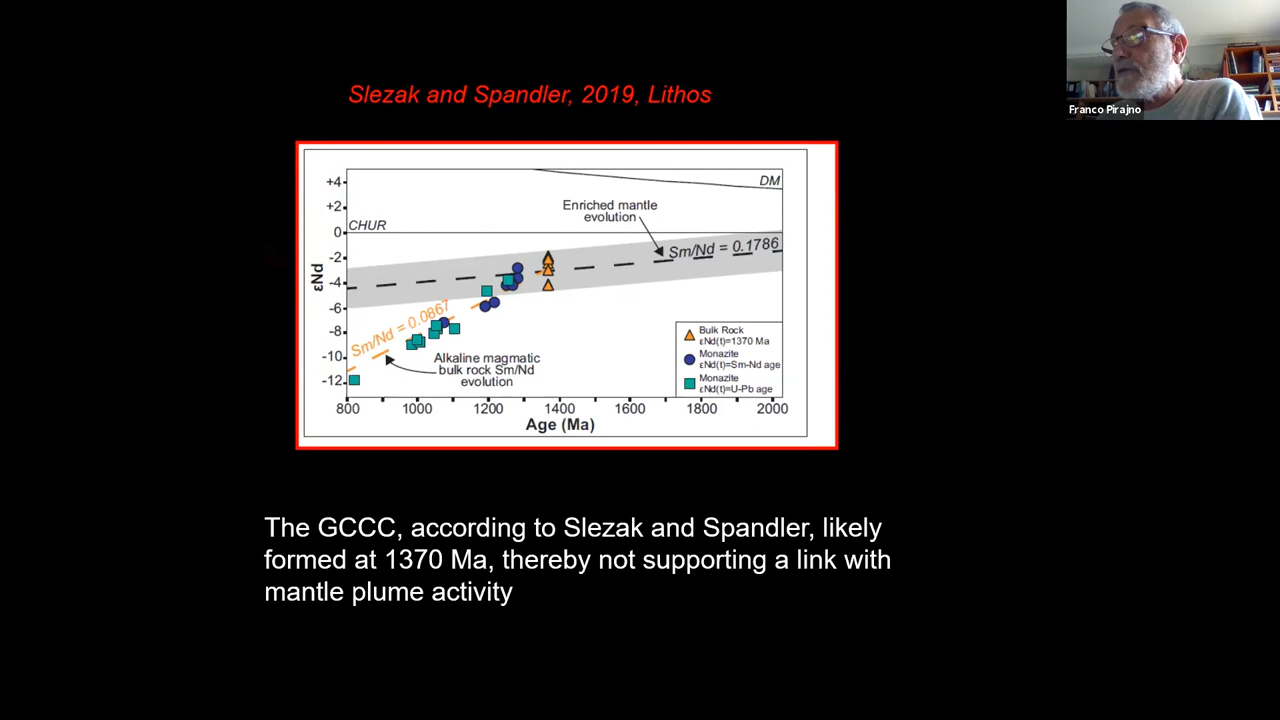 Slezak and Spandler, 2019, Lithos
Franco Pirajno
+4
+2
0
-2
-4
-6
-8
-10
-12
εNd
CHUR
DM
Enriched mantle
evolution
Sm/Nd = 0.1786
Sm/Nd = 0.0867
Alkaline magmatic
bulk rock Sm/Nd
evolution
Bulk Rock
εNd(t)=1370 Ma
Monazite
εNd(t)=Sm-Nd age
Monazite
εNd(t)=U-Pb age
800 1000 1200 1400 1600 1800 2000
Age (Ma)
The GCCC, according to Slezak and Spandler, likely
formed at 1370 Ma, thereby not supporting a link with
mantle plume activity